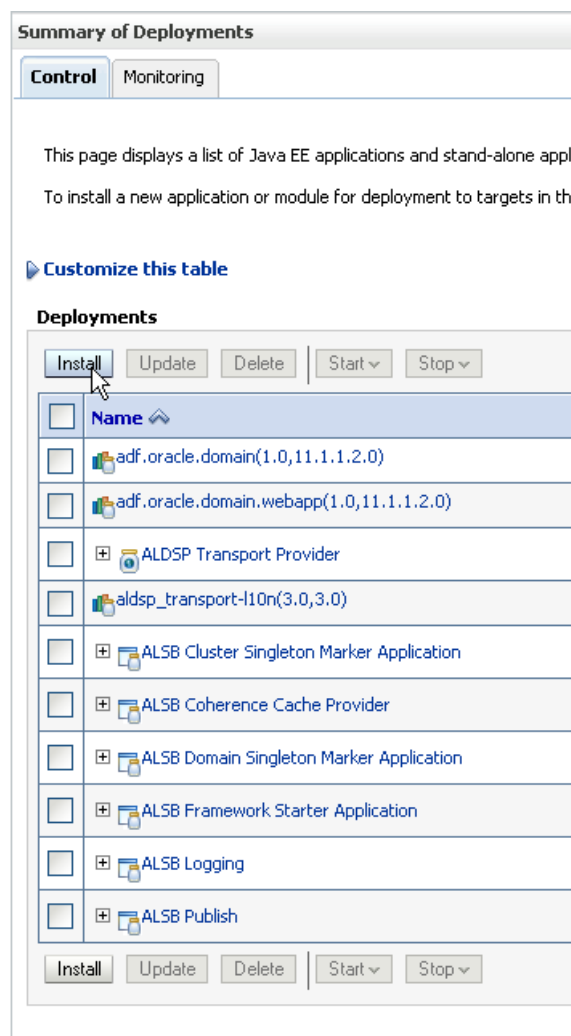 Summary of Deployments
Control Monitoring
This page displays a list of Java EE applications and stand-alone appl
To install a new application or module for deployment to targets in th
Customize this table
Deployments
Install Update Delete Start Stop
Name
adf.oracle.domain(1.0,11.1.1.2.0)
adf.oracle.domain.webapp(1.0,11.1.1.2.0)
ALDSP Transport Provider
aldsp_transport-l10n(3.0,3.0)
ALSB Cluster Singleton Marker Application
ALSB Coherence Cache Provider
ALSB Domain Singleton Marker Application
ALSB Framework Starter Application
ALSB Logging
ALSB Publish
Install Update Delete Start Stop